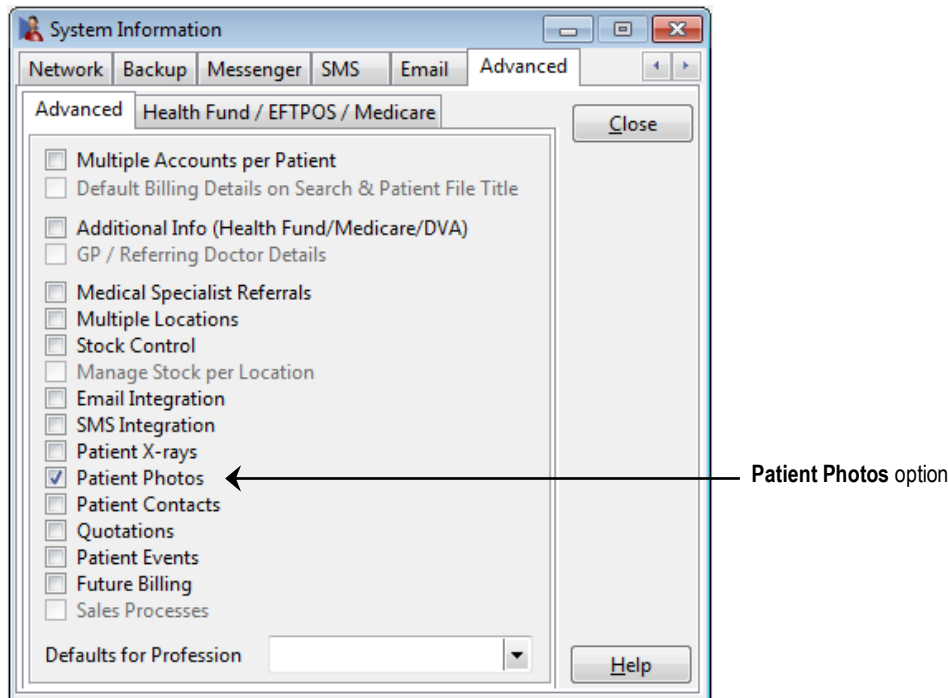 System Information
Network Backup Messenger SMS Email Advanced
Advanced Health Fund / EFTPOS / Medicare
Close
Multiple Accounts per Patient
Default Billing Details on Search & Patient File Title
Additional Info (Health Fund/Medicare/DVA)
GP / Referring Doctor Details
Medical Specialist Referrals
Multiple Locations
Stock Control
Manage Stock per Location
Email Integration
SMS Integration
Patient X-rays
Patient Photos
Patient Photos option
Patient Contacts
Quotations
Patient Events
Future Billing
Sales Processes
Defaults for Profession
Help